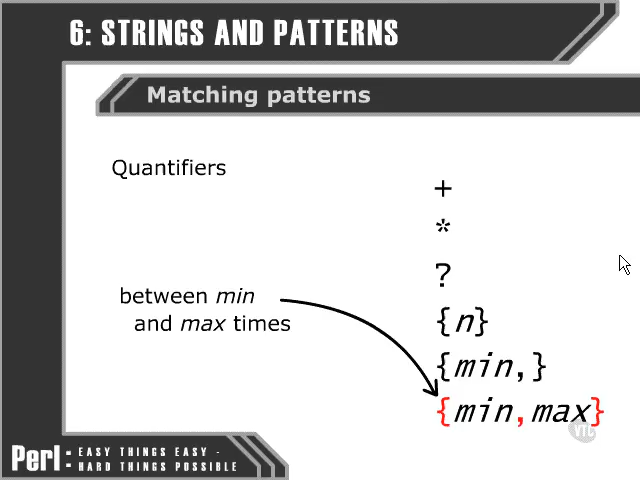 6: STRINGS AND PATTERNS
Matching patterns
Quantifiers
+
*
?
{n}
{min,}
{min,max}
between min
and max times
VTC
Perl: EASY THINGS EASY -
HARD THINGS POSSIBLE